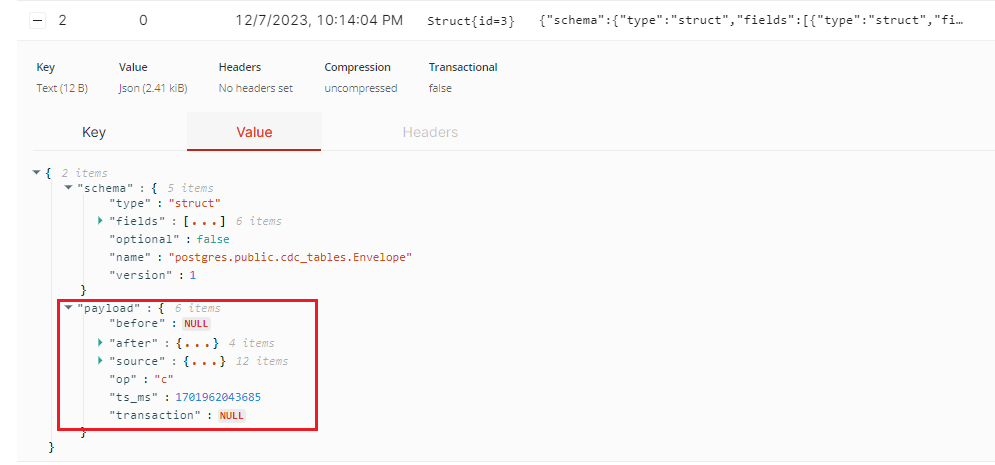 2 0 12/7/2023, 10:14:04 PM Struct{id=3} {"schema":{"type":"struct","fields":[{"type":"struct","fi…
Key Value Headers Compression Transactional
Text (12 B) Json (2.41 kiB) No headers set uncompressed false
Key Value Headers
{ 2 items
"schema" : { 5 items
"type" : "struct"
"fields" : [...] 6 items
"optional" : false
"name" : "postgres.public.cdc_tables.Envelope"
"version" : 1
}
"payload" : { 6 items
"before" : NULL
"after" : {...} 4 items
"source" : {...} 12 items
"op" : "c"
"ts_ms" : 1701962043685
"transaction" : NULL
}
}